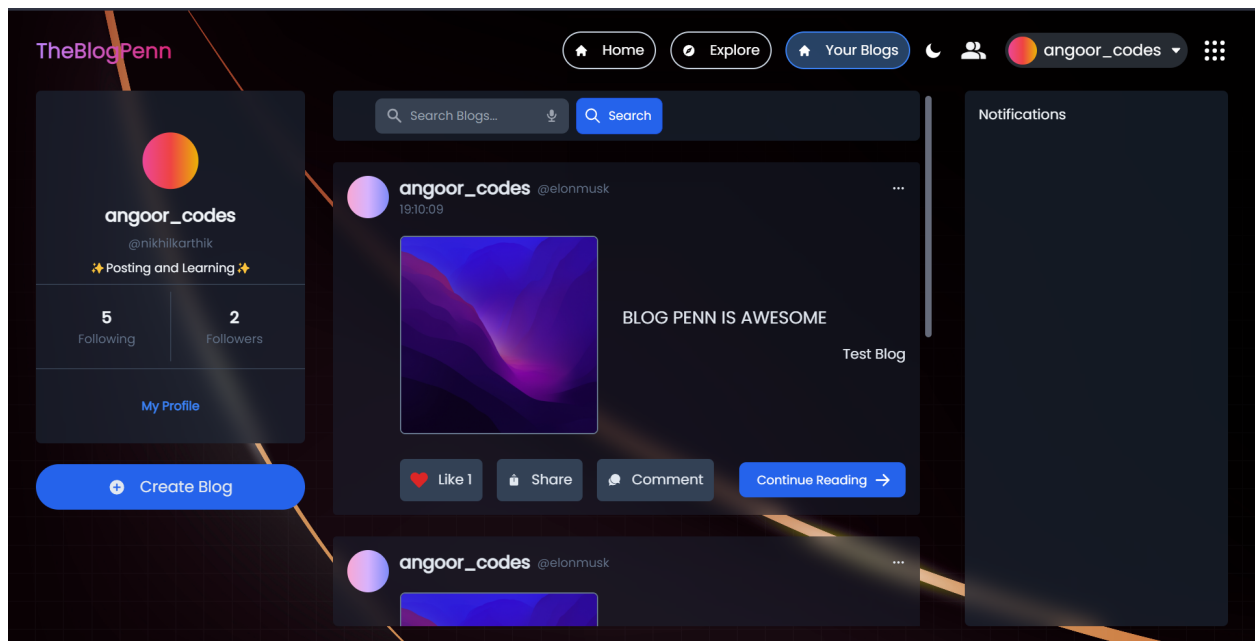 TheBlogPenn
Home
Explore
Your Blogs
angoor_codes
angoor_codes
@nikhilkarthik
✨Posting and Learning✨
5
Following
2
Followers
My Profile
Create Blog
Search Blogs...
Search
angoor_codes @elonmusk
19:10:09
BLOG PENN IS AWESOME
Test Blog
Like 1
Share
Comment
Continue Reading →
angoor_codes @elonmusk
Notifications